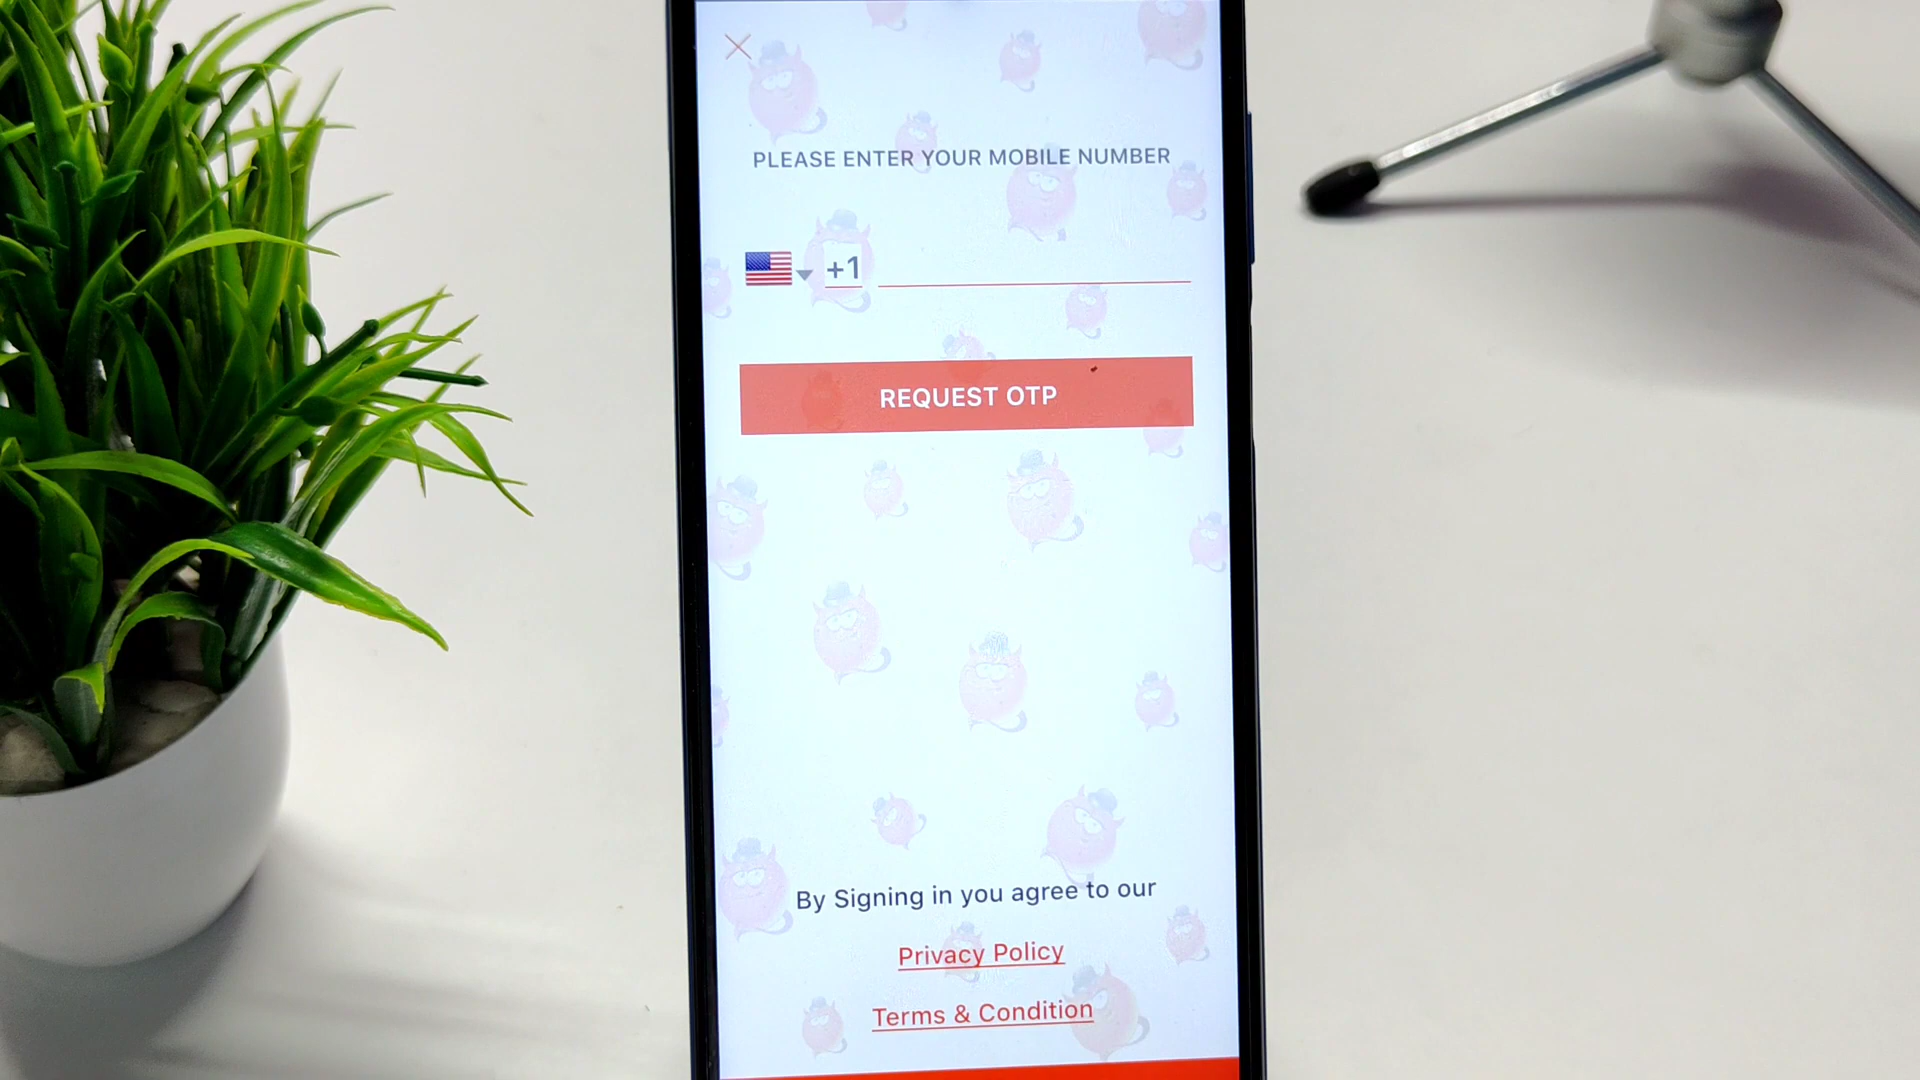 PLEASE ENTER YOUR MOBILE NUMBER
+1
REQUEST OTP
By Signing in you agree to our
Privacy Policy
Terms & Condition